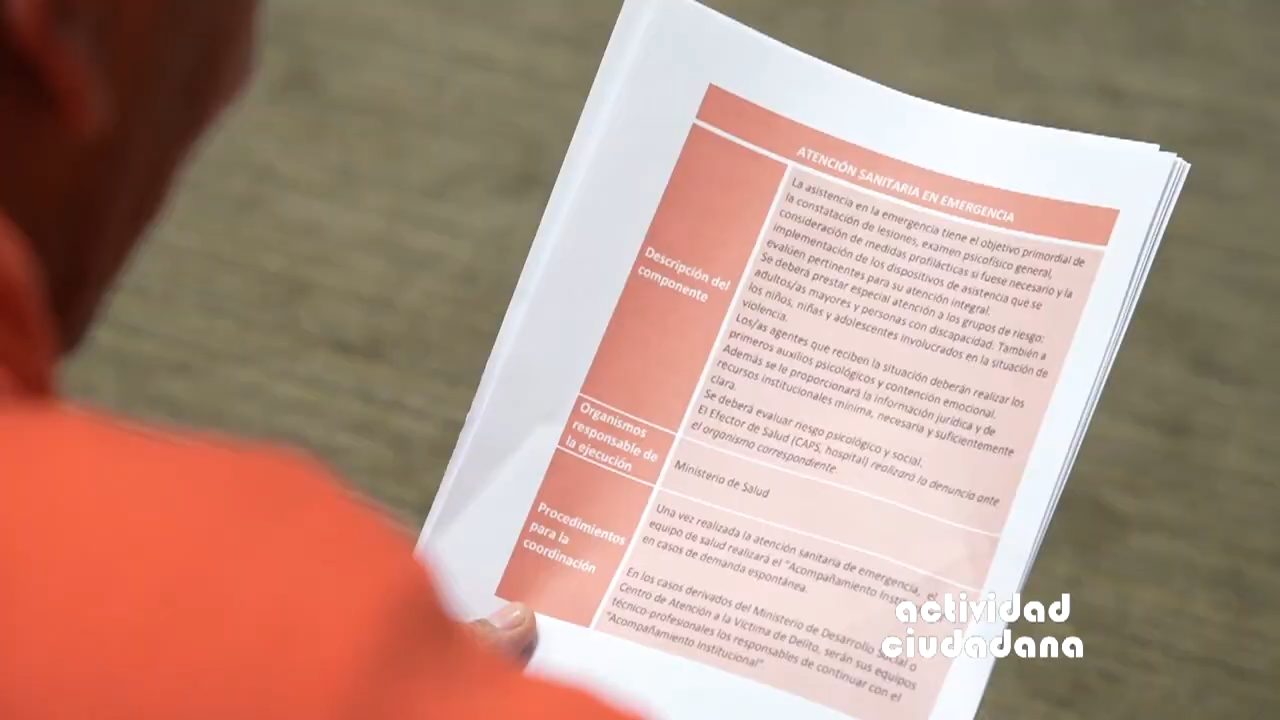 ATENCIÓN SANITARIA EN EMERGENCIA
Descripción del
componente
La asistencia en la emergencia tiene el objetivo primordial de
la constatación de lesiones, examen psicofísico general,
consideración de medidas profilácticas si fuese necesario y la
implementación de los dispositivos de asistencia que se
evalúen pertinentes para su atención integral.
Se deberá prestar especial atención a los grupos de riesgo:
adultos/as mayores y personas con discapacidad. También a
los niños, niñas y adolescentes involucrados en la situación de
violencia.
Los/as agentes que reciben la situación deberán realizar los
primeros auxilios psicológicos y contención emocional.
Además se le proporcionará la información jurídica y de
recursos institucionales mínima, necesaria y suficientemente
clara.
Se deberá evaluar riesgo psicológico y social.
El Efector de Salud (CAPS, hospital) realizará la denuncia ante
el organismo correspondiente.
Organismos
responsable de
la ejecución
Ministerio de Salud
Procedimientos
para la
coordinación
Una vez realizada la atención sanitaria de emergencia, el
equipo de salud realizará el "Acompañamiento
en casos de demanda espontánea.
En los casos derivados del Ministerio de Desarrollo Social o
Centro de Atención a la Víctima de Delito, serán sus equipos
técnico-profesionales los responsables de continuar con el
"Acompañamiento Institucional"
actividad
ciudadana